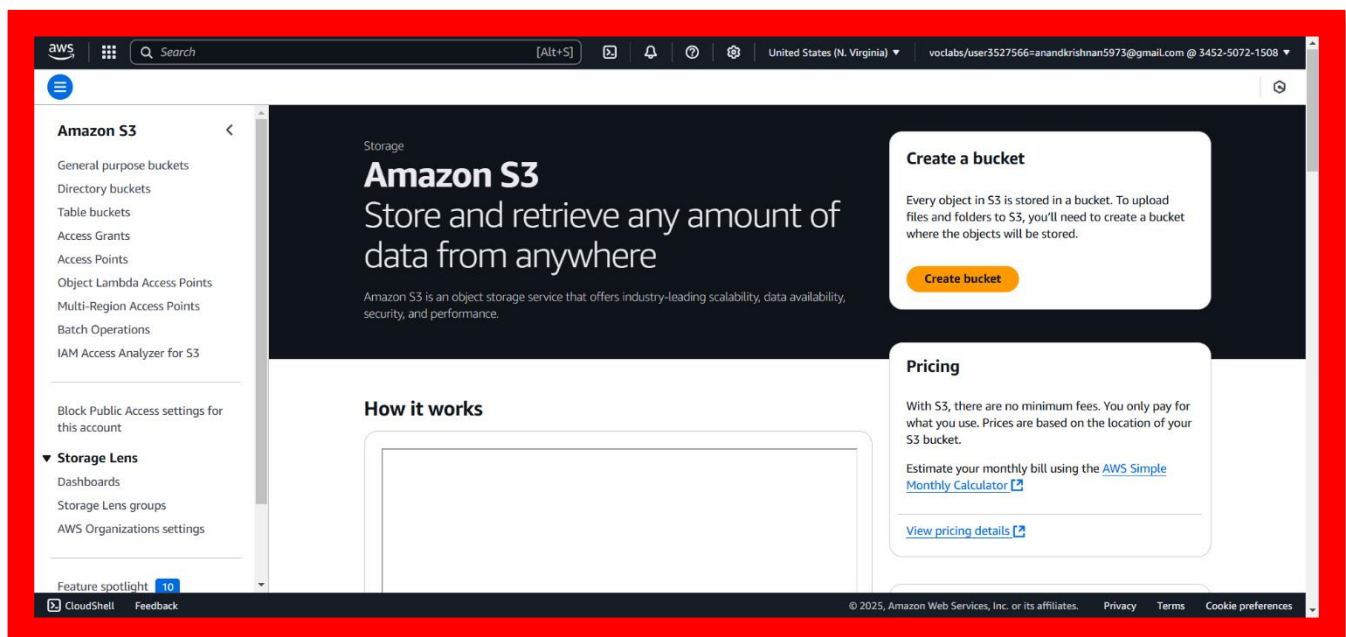 aws
Search
[Alt+S]
United States (N. Virginia) ▼
voclabs/user3527566=anandkrishnan5973@gmail.com @ 3452-5072-1508 ▼
Amazon S3
General purpose buckets
Directory buckets
Table buckets
Access Grants
Access Points
Object Lambda Access Points
Multi-Region Access Points
Batch Operations
IAM Access Analyzer for S3
Block Public Access settings for
this account
▼ Storage Lens
Dashboards
Storage Lens groups
AWS Organizations settings
Feature spotlight 10
Storage
Amazon S3
Store and retrieve any amount of
data from anywhere
Amazon S3 is an object storage service that offers industry-leading scalability, data availability,
security, and performance.
How it works
Create a bucket
Every object in S3 is stored in a bucket. To upload
files and folders to S3, you'll need to create a bucket
where the objects will be stored.
Create bucket
Pricing
With S3, there are no minimum fees. You only pay for
what you use. Prices are based on the location of your
S3 bucket.
Estimate your monthly bill using the AWS Simple
Monthly Calculator
View pricing details
CloudShell
Feedback
© 2025, Amazon Web Services, Inc. or its affiliates.
Privacy
Terms
Cookie preferences